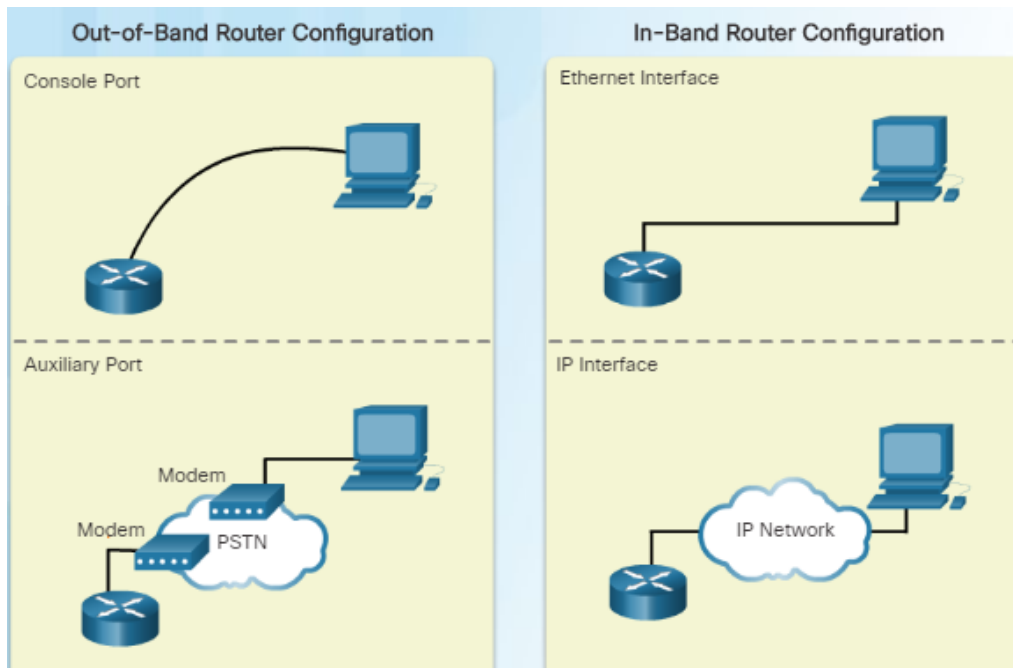 Out-of-Band Router Configuration
Console Port
Auxiliary Port
Modem
Modem
PSTN
In-Band Router Configuration
Ethernet Interface
IP Interface
IP Network